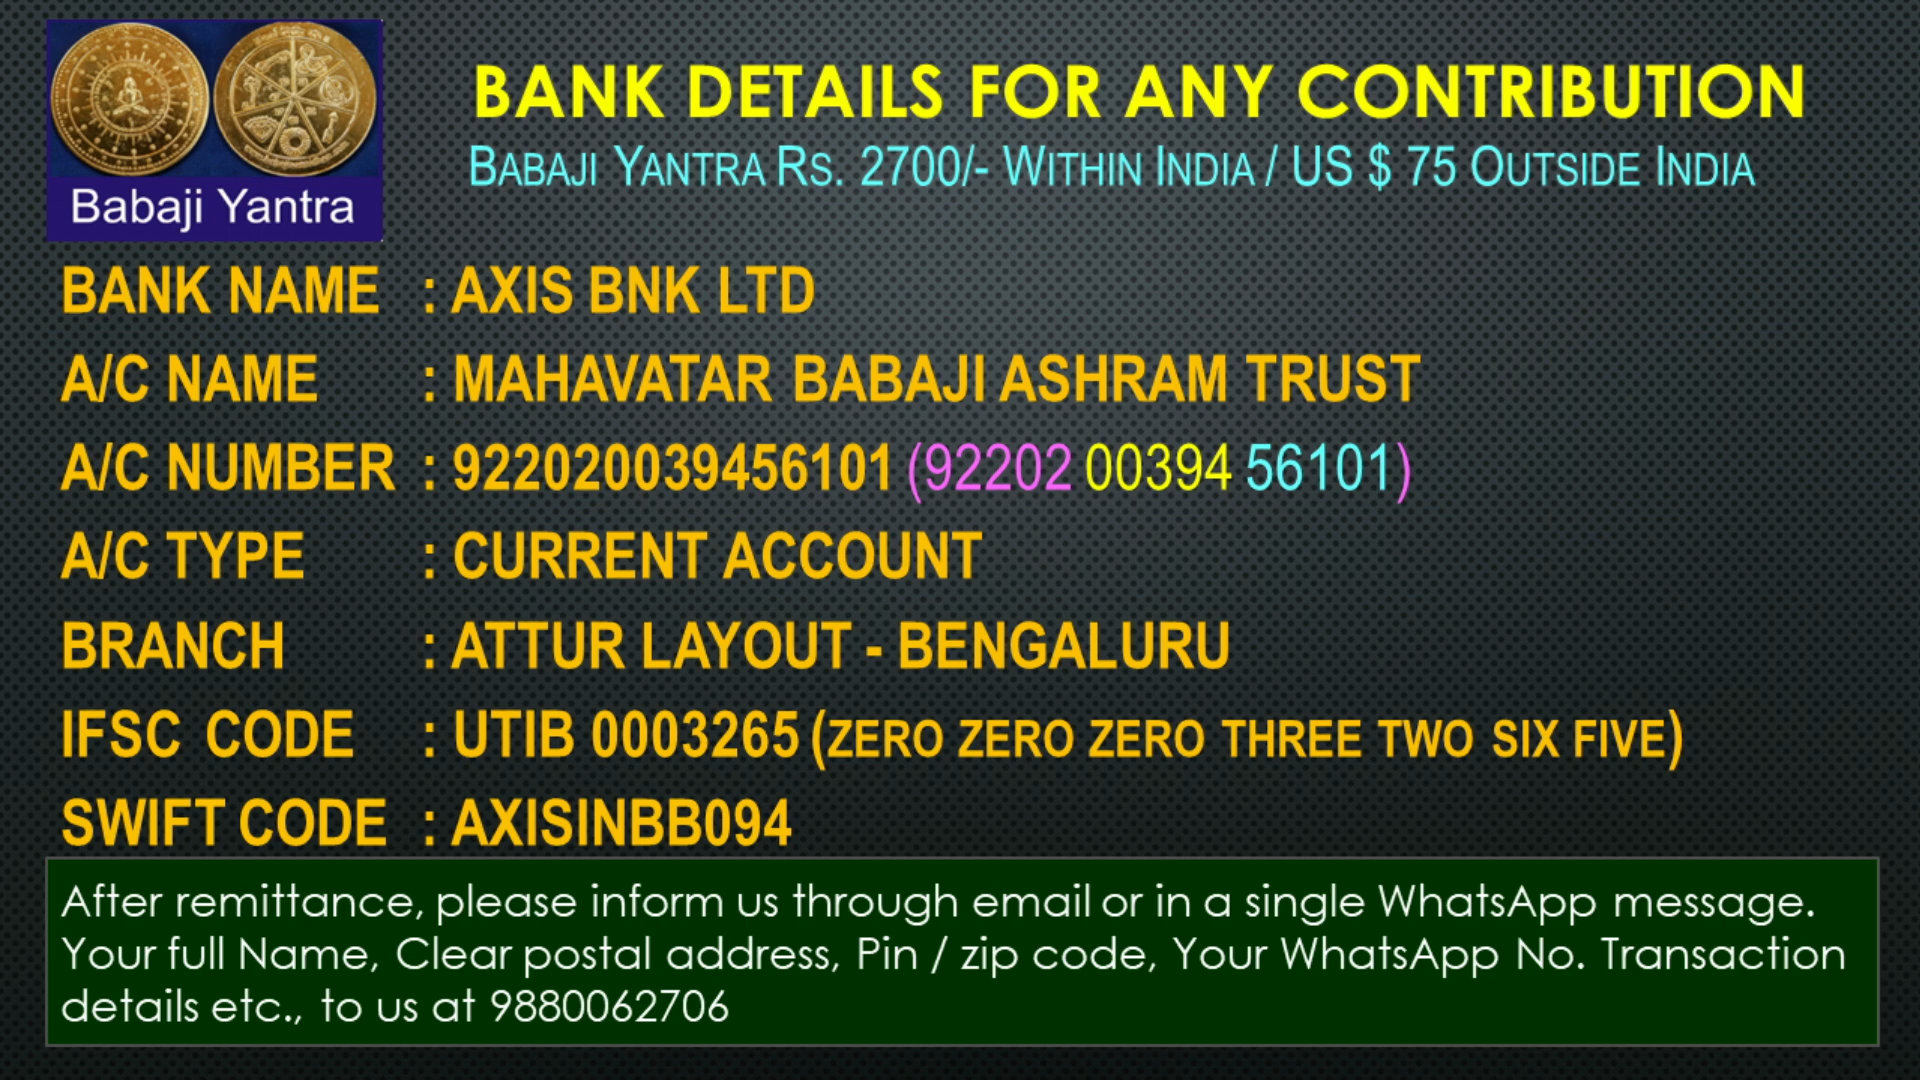 Babaji Yantra
BANK DETAILS FOR ANY CONTRIBUTION
BABAJI YANTRA RS. 2700/- WITHIN INDIA / US $ 75 OUTSIDE INDIA
BANK NAME : AXIS BNK LTD
A/C NAME : MAHAVATAR BABAJI ASHRAM TRUST
A/C NUMBER : 922020039456101 (92202 00394 56101)
A/C TYPE : CURRENT ACCOUNT
BRANCH : ATTUR LAYOUT - BENGALURU
IFSC CODE : UTIB 0003265 (ZERO ZERO ZERO THREE TWO SIX FIVE)
SWIFT CODE : AXISINBB094
After remittance, please inform us through email or in a single WhatsApp message.
Your full Name, Clear postal address, Pin / zip code, Your WhatsApp No. Transaction
details etc., to us at 9880062706